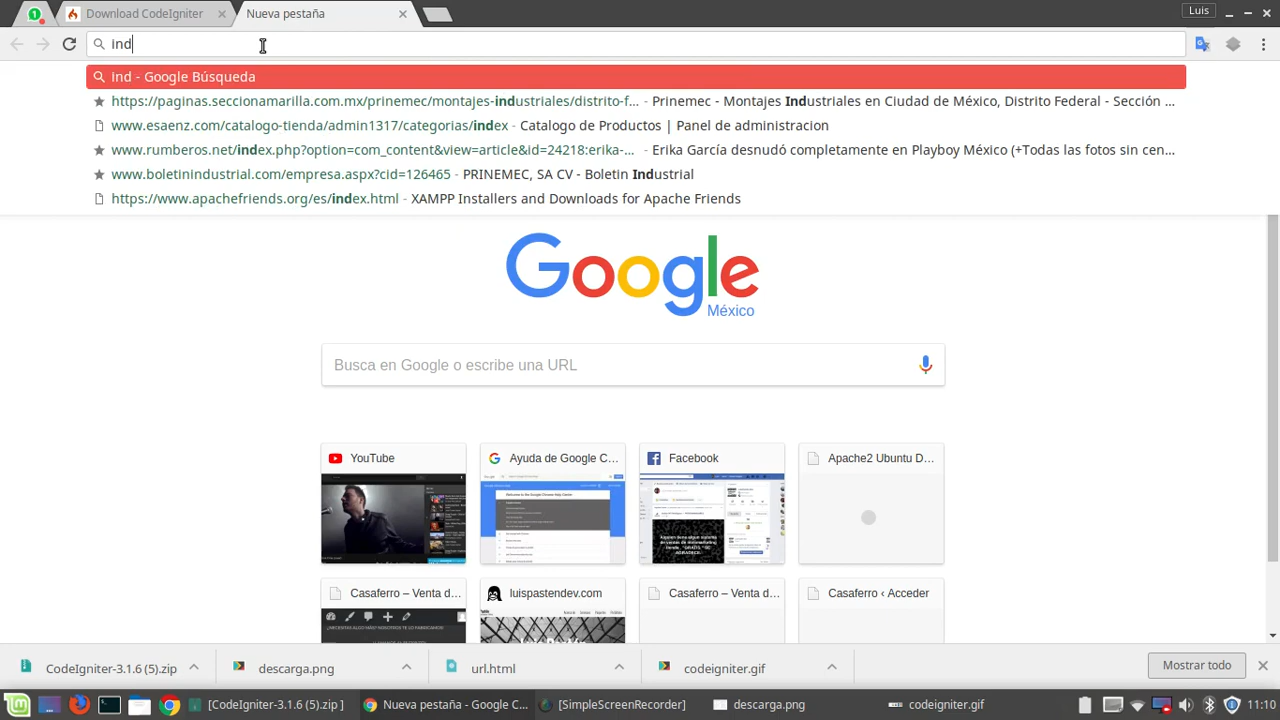 Download CodeIgniter
Nueva pestaña
Luis
ind
ind - Google Búsqueda
https://paginas.seccionamarilla.com.mx/prinemec/montajes-industriales/distrito-f... - Prinemec - Montajes Industriales en Ciudad de México, Distrito Federal - Sección ...
www.esaenz.com/catalogo-tienda/admin1317/categorias/index - Catalogo de Productos | Panel de administracion
www.rumberos.net/index.php?option=com_content&view=article&id=24218:erika-... - Erika García desnudó completamente en Playboy México (+Todas las fotos sin cen...
www.boletinindustrial.com/empresa.aspx?cid=126465 - PRINEMEC, SA CV - Boletin Industrial
https://www.apachefriends.org/es/index.html - XAMPP Installers and Downloads for Apache Friends
Google
México
Busca en Google o escribe una URL
YouTube
Ayuda de Google C...
Facebook
Apache2 Ubuntu D...
Casaferro – Venta d...
luispastendev.com
Casaferro – Venta d...
Casaferro ‹ Acceder
CodeIgniter-3.1.6 (5).zip
descarga.png
url.html
codeigniter.gif
Mostrar todo
[CodeIgniter-3.1.6 (5).zip ]
Nueva pestaña - Google C...
[SimpleScreenRecorder]
descarga.png
codeigniter.gif
11:10